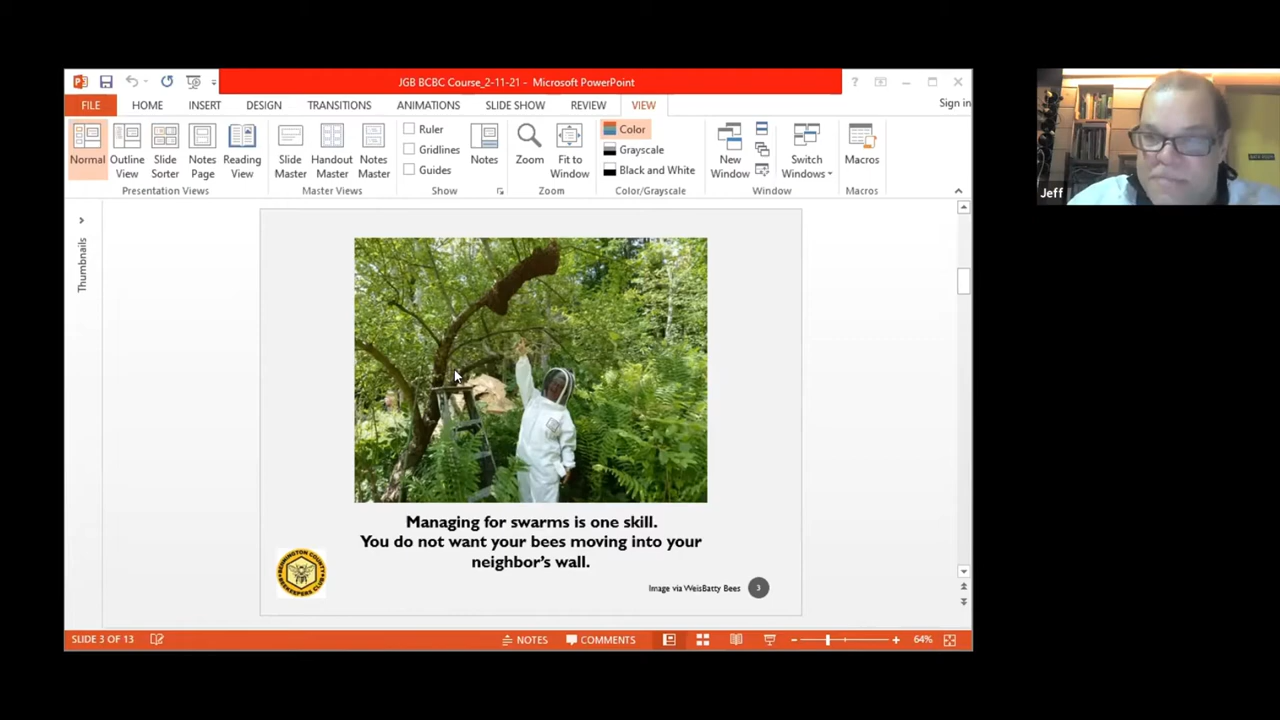 JGB BCBC Course_2-11-21 - Microsoft PowerPoint
?
FILE HOME INSERT DESIGN TRANSITIONS ANIMATIONS SLIDE SHOW REVIEW VIEW Sign in
Normal
Outline View
Slide Sorter
Notes Page
Reading View
Presentation Views
Slide Master
Handout Master
Notes Master
Master Views
Ruler
Gridlines
Guides
Show
Notes
Zoom
Fit to Window
Zoom
Color
Grayscale
Black and White
Color/Grayscale
New Window
Switch Windows
Window
Macros
Macros
Thumbnails
Managing for swarms is one skill.
You do not want your bees moving into your
neighbor's wall.
BENNINGTON COUNTY BEEKEEPERS CLUB
Image via WeisBatty Bees 3
SLIDE 3 OF 13 NOTES COMMENTS 64%
Jeff